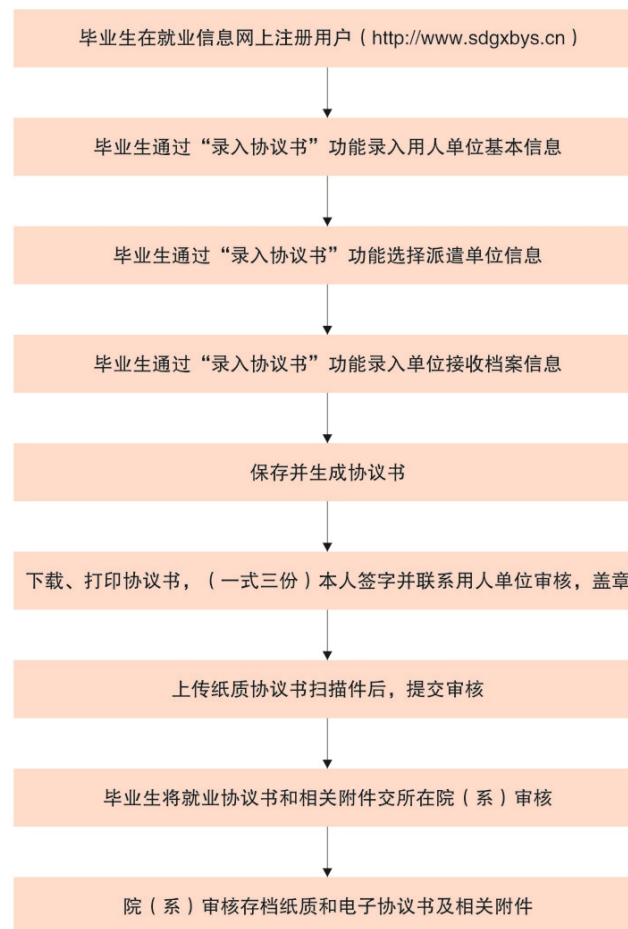 毕业生在就业信息网上注册用户（http://www.sdgxbys.cn）
毕业生通过“录入协议书”功能录入用人单位基本信息
毕业生通过“录入协议书”功能选择派遣单位信息
毕业生通过“录入协议书”功能录入单位接收档案信息
保存并生成协议书
下载、打印协议书，（一式三份）本人签字并联系用人单位审核，盖章
上传纸质协议书扫描件后，提交审核
毕业生将就业协议书和相关附件交所在院（系）审核
院（系）审核存档纸质和电子协议书及相关附件